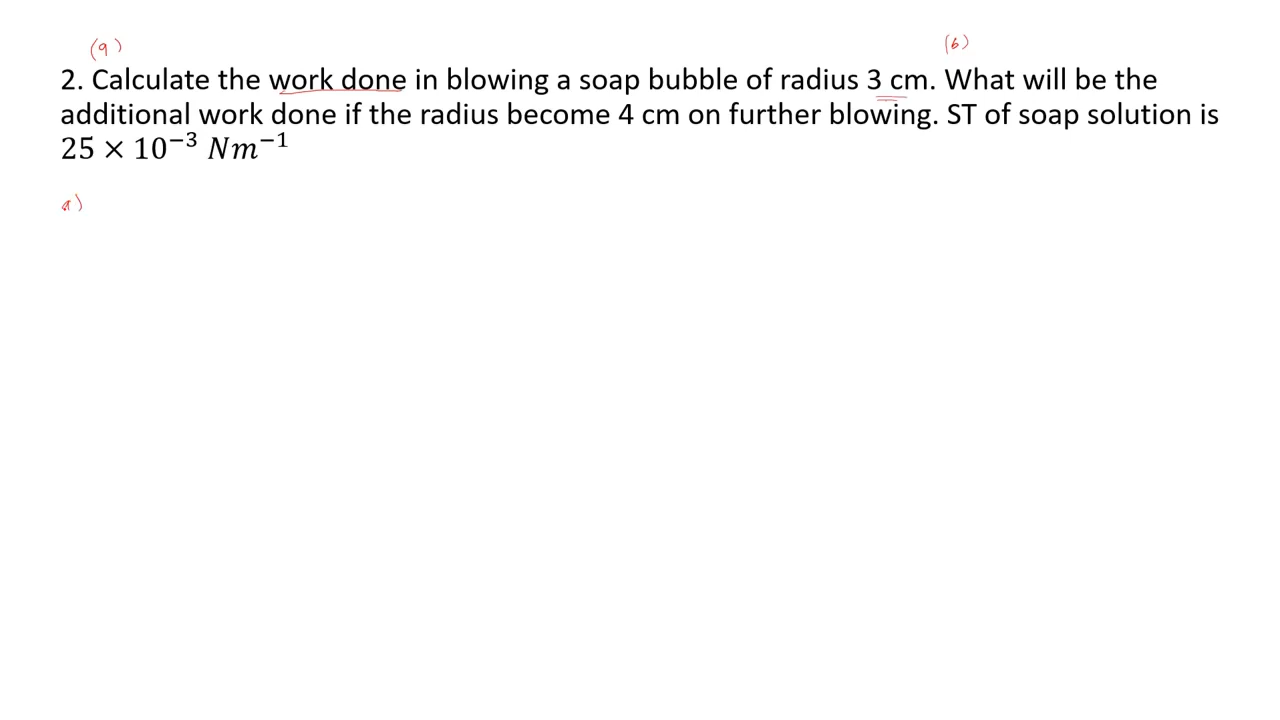 (a) (b)
2. Calculate the work done in blowing a soap bubble of radius 3 cm. What will be the
additional work done if the radius become 4 cm on further blowing. ST of soap solution is
25 × 10⁻³ Nm⁻¹
a)